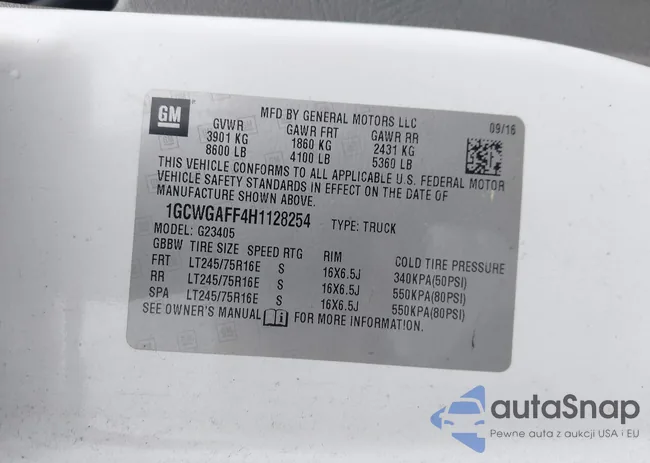 GM
MFD BY GENERAL MOTORS LLC
09/16
GVWR GAWR FRT GAWR RR
3901 KG 1860 KG 2431 KG
8600 LB 4100 LB 5360 LB
THIS VEHICLE CONFORMS TO ALL APPLICABLE U.S. FEDERAL MOTOR
VEHICLE SAFETY STANDARDS IN EFFECT ON THE DATE OF
MANUFACTURE SHOWN ABOVE.
1GCWGAFF4H1128254 TYPE: TRUCK
MODEL: G23405
GBBW TIRE SIZE SPEED RTG RIM COLD TIRE PRESSURE
FRT LT245/75R16E S 16X6.5J 340KPA(50PSI)
RR LT245/75R16E S 16X6.5J 550KPA(80PSI)
SPA LT245/75R16E S 16X6.5J 550KPA(80PSI)
SEE OWNER'S MANUAL FOR MORE INFORMATION.
autaSnap
Pewne auta z aukcji USA i EU